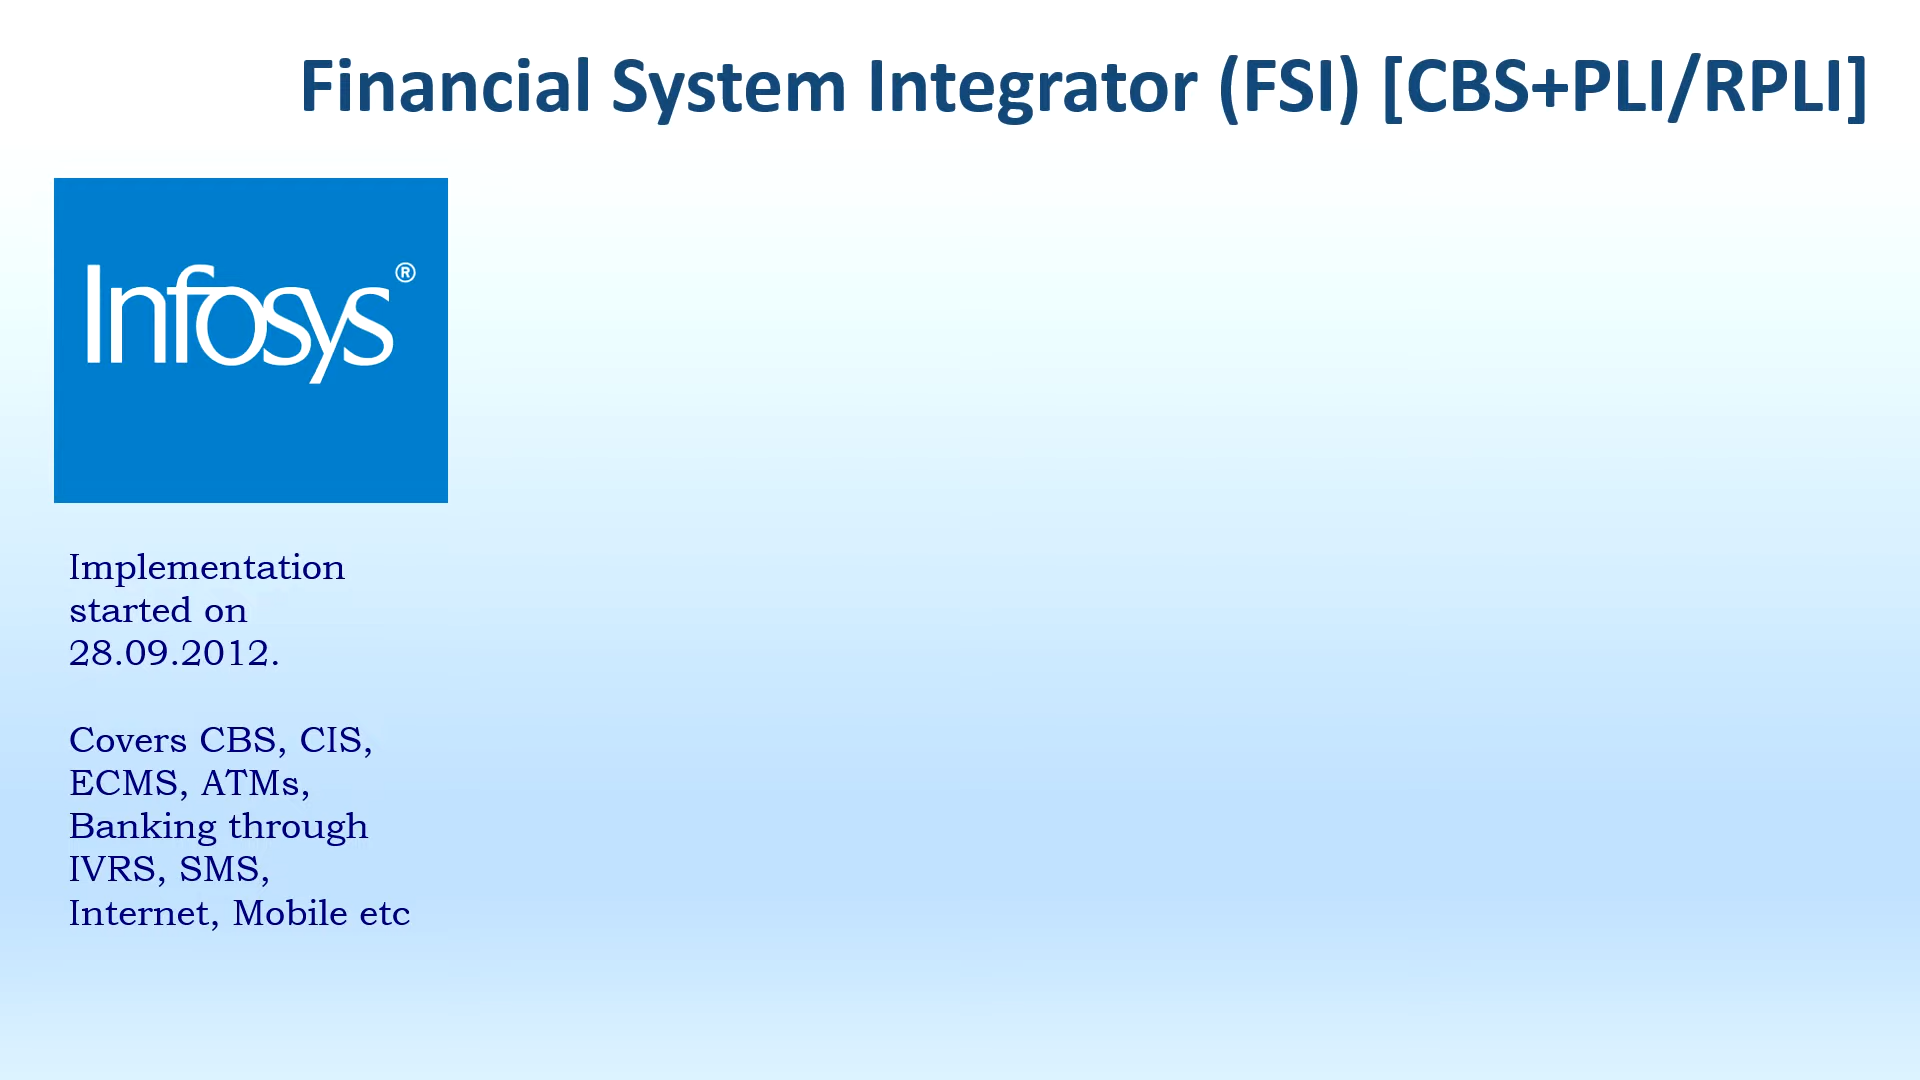 Financial System Integrator (FSI) [CBS+PLI/RPLI]
Infosys®
Implementation
started on
28.09.2012.
Covers CBS, CIS,
ECMS, ATMs,
Banking through
IVRS, SMS,
Internet, Mobile etc